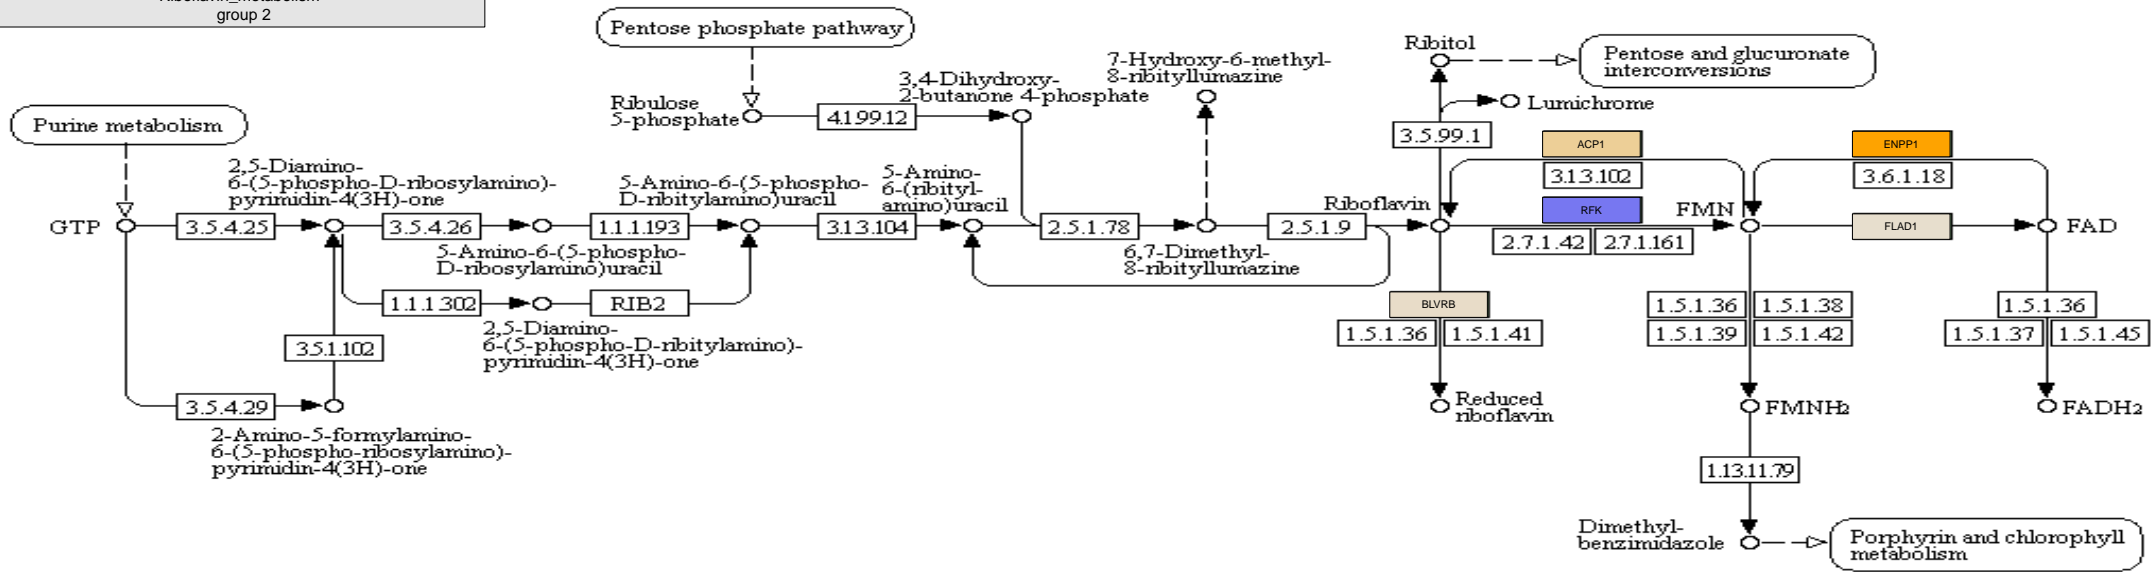 Riboflavin_metabolism
group 2
Pentose phosphate pathway
Ribitol
Pentose and glucuronate
interconversions
7-Hydroxy-6-methyl-
8-ribityllumazine
3,4-Dihydroxy-
2-butanone 4-phosphate
Ribulose
5-phosphate
4.1.99.12
Lumichrome
Purine metabolism
3.5.99.1
ACP1
ENPP1
2,5-Diamino-
6-(5-phospho-D-ribosylamino)-
pyrimidin-4(3H)-one
5-Amino-6-(5-phospho-
D-ribitylamino)uracil
5-Amino-
6-(ribityl-
amino)uracil
3.1.3.102
3.6.1.18
Riboflavin
RFK
FMN
GTP
3.5.4.25
3.5.4.26
1.1.1.193
3.1.3.104
2.5.1.78
2.5.1.9
FLAD1
FAD
2.7.1.42
2.7.1.161
5-Amino-6-(5-phospho-
D-ribosylamino)uracil
6,7-Dimethyl-
8-ribityllumazine
1.1.1.302
RIB2
BLVRB
1.5.1.36
1.5.1.38
1.5.1.36
2,5-Diamino-
6-(5-phospho-D-ribitylamino)-
pyrimidin-4(3H)-one
1.5.1.36
1.5.1.41
1.5.1.39
1.5.1.42
1.5.1.37
1.5.1.45
3.5.1.102
3.5.4.29
Reduced
riboflavin
FMNH2
FADH2
2-Amino-5-formylamino-
6-(5-phospho-ribosylamino)-
pyrimidin-4(3H)-one
1.13.11.79
Dimethyl-
benzimidazole
Porphyrin and chlorophyll
metabolism